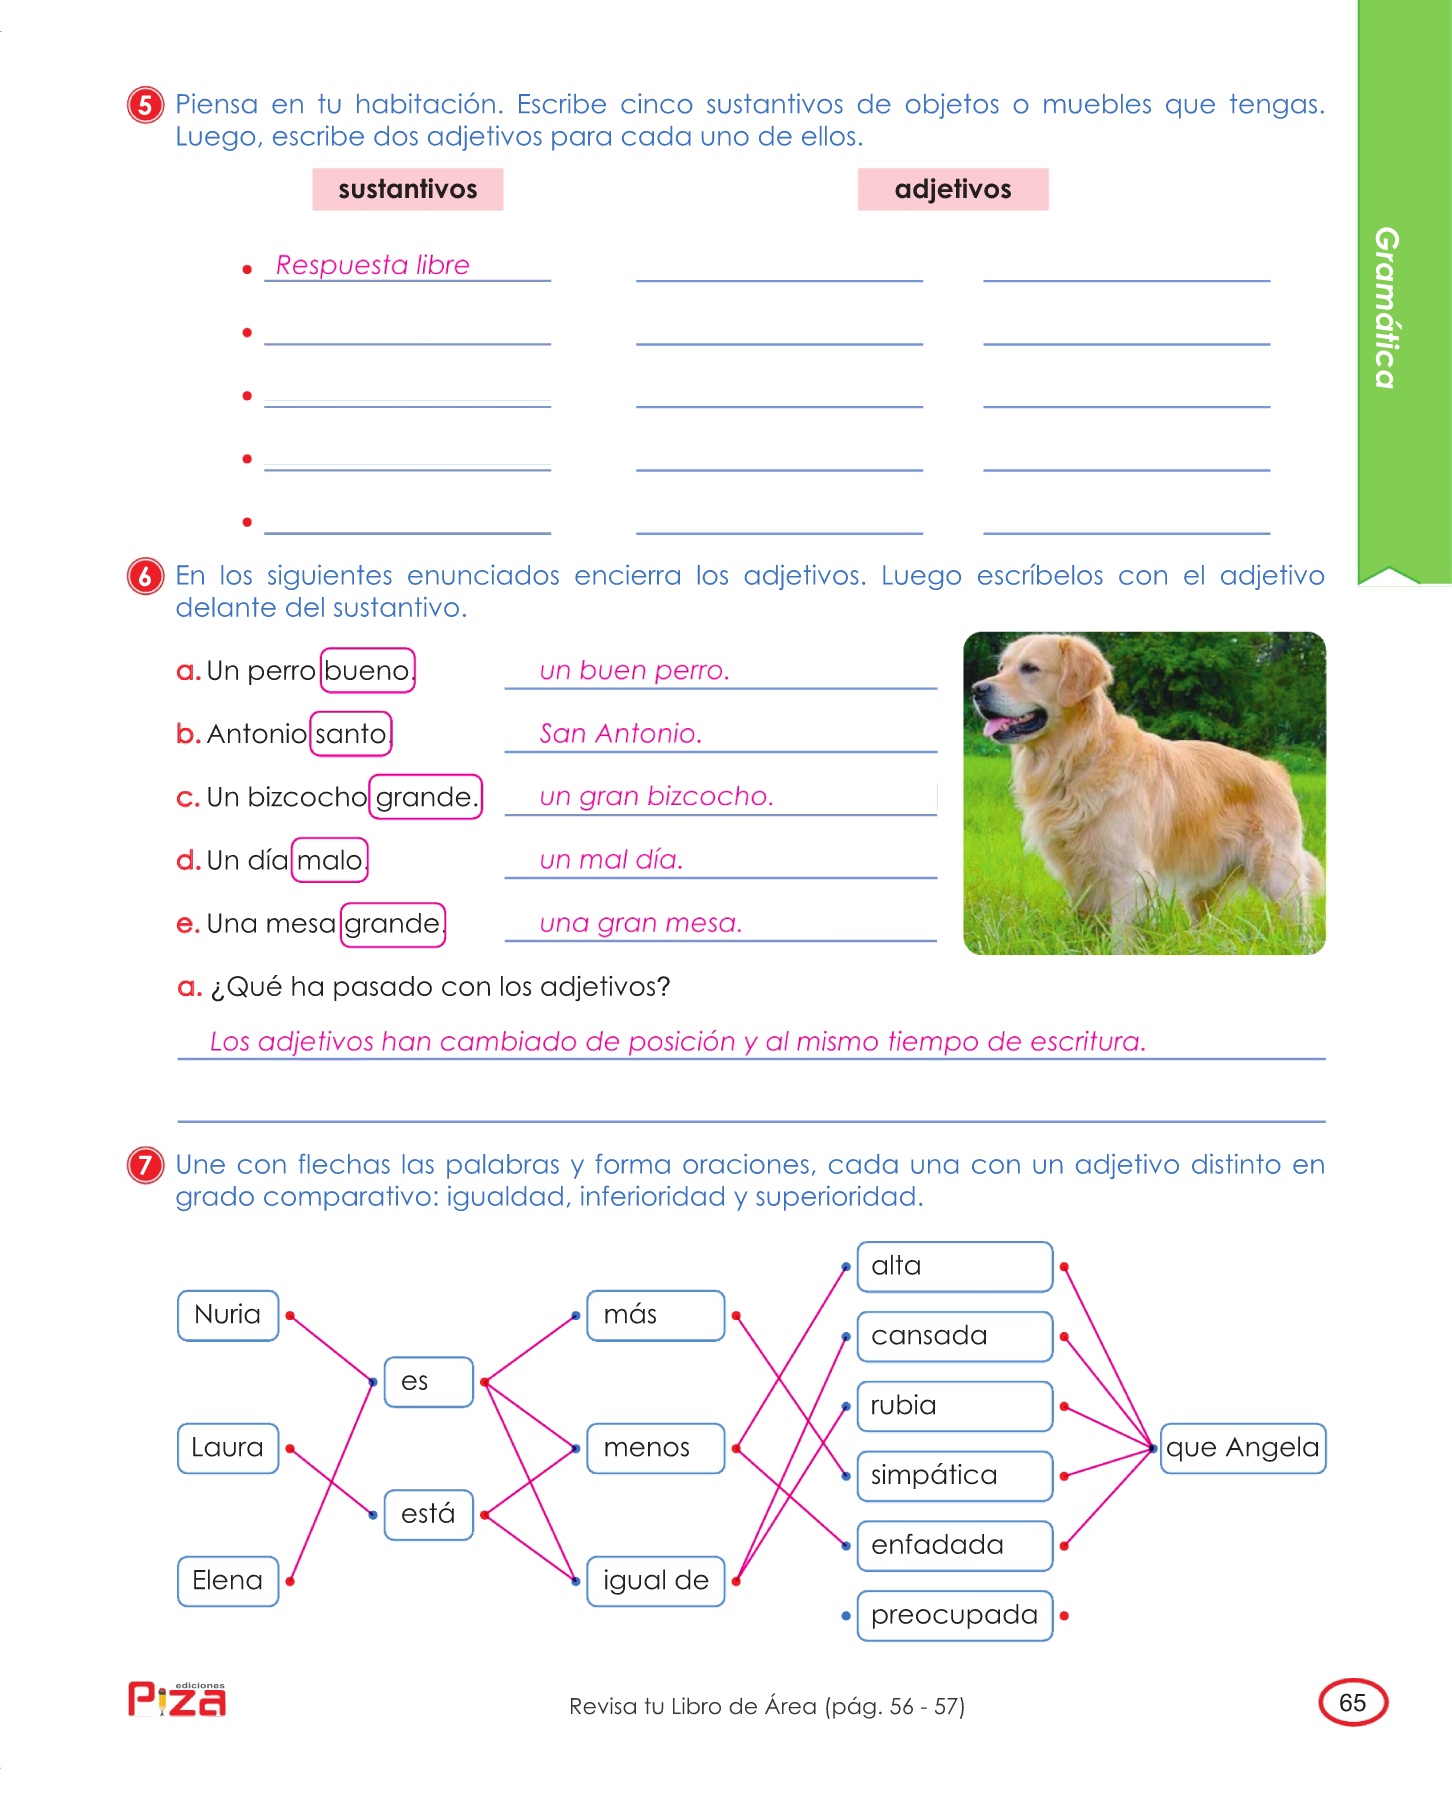 5 Piensa en tu habitación. Escribe cinco sustantivos de objetos o muebles que tengas.
Luego, escribe dos adjetivos para cada uno de ellos.
sustantivos adjetivos
Respuesta libre
Gramática
6 En los siguientes enunciados encierra los adjetivos. Luego escríbelos con el adjetivo
delante del sustantivo.
a. Un perro bueno. un buen perro.
b. Antonio santo. San Antonio.
c. Un bizcocho grande. un gran bizcocho.
d. Un día malo. un mal día.
e. Una mesa grande. una gran mesa.
a. ¿Qué ha pasado con los adjetivos?
Los adjetivos han cambiado de posición y al mismo tiempo de escritura.
7 Une con flechas las palabras y forma oraciones, cada una con un adjetivo distinto en
grado comparativo: igualdad, inferioridad y superioridad.
alta
Nuria más
cansada
es
rubia
Laura menos que Angela
simpática
está
enfadada
Elena igual de
preocupada
ediciones
Piza
Revisa tu Libro de Área (pág. 56 - 57)
65